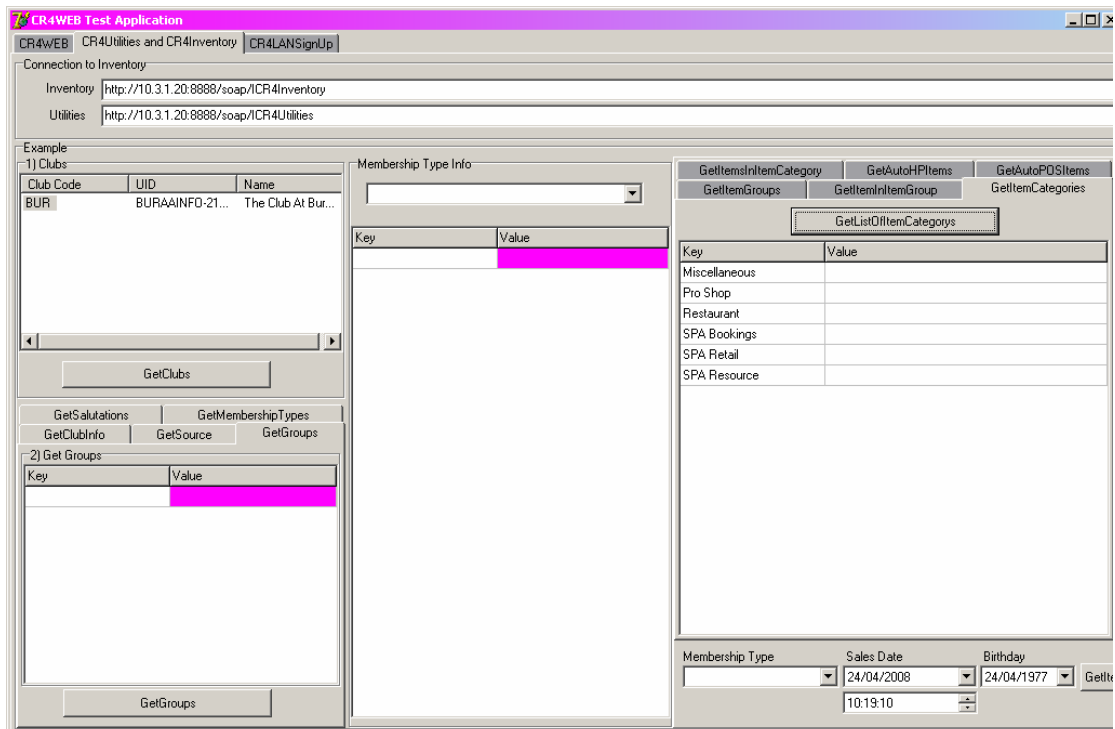 CR4WEB Test Application
CR4WEB CR4Utilities and CR4Inventory CR4LANSignUp
Connection to Inventory
Inventory http://10.3.1.20:8888/soap/ICR4Inventory
Utilities http://10.3.1.20:8888/soap/ICR4Utilities
Example
1) Clubs
Club Code UID Name
BUR BURAAINFO-21... The Club At Bur...
GetClubs
GetSalutations GetMembershipTypes
GetClubInfo GetSource GetGroups
2) Get Groups
Key Value
GetGroups
Membership Type Info
Key Value
GetItemsInItemCategory GetAutoHPItems GetAutoPOSItems
GetItemGroups GetItemInItemGroup GetItemCategories
GetListOfItemCategorys
Key Value
Miscellaneous
Pro Shop
Restaurant
SPA Bookings
SPA Retail
SPA Resource
Membership Type Sales Date Birthday
24/04/2008 24/04/1977 GetIte
10:19:10